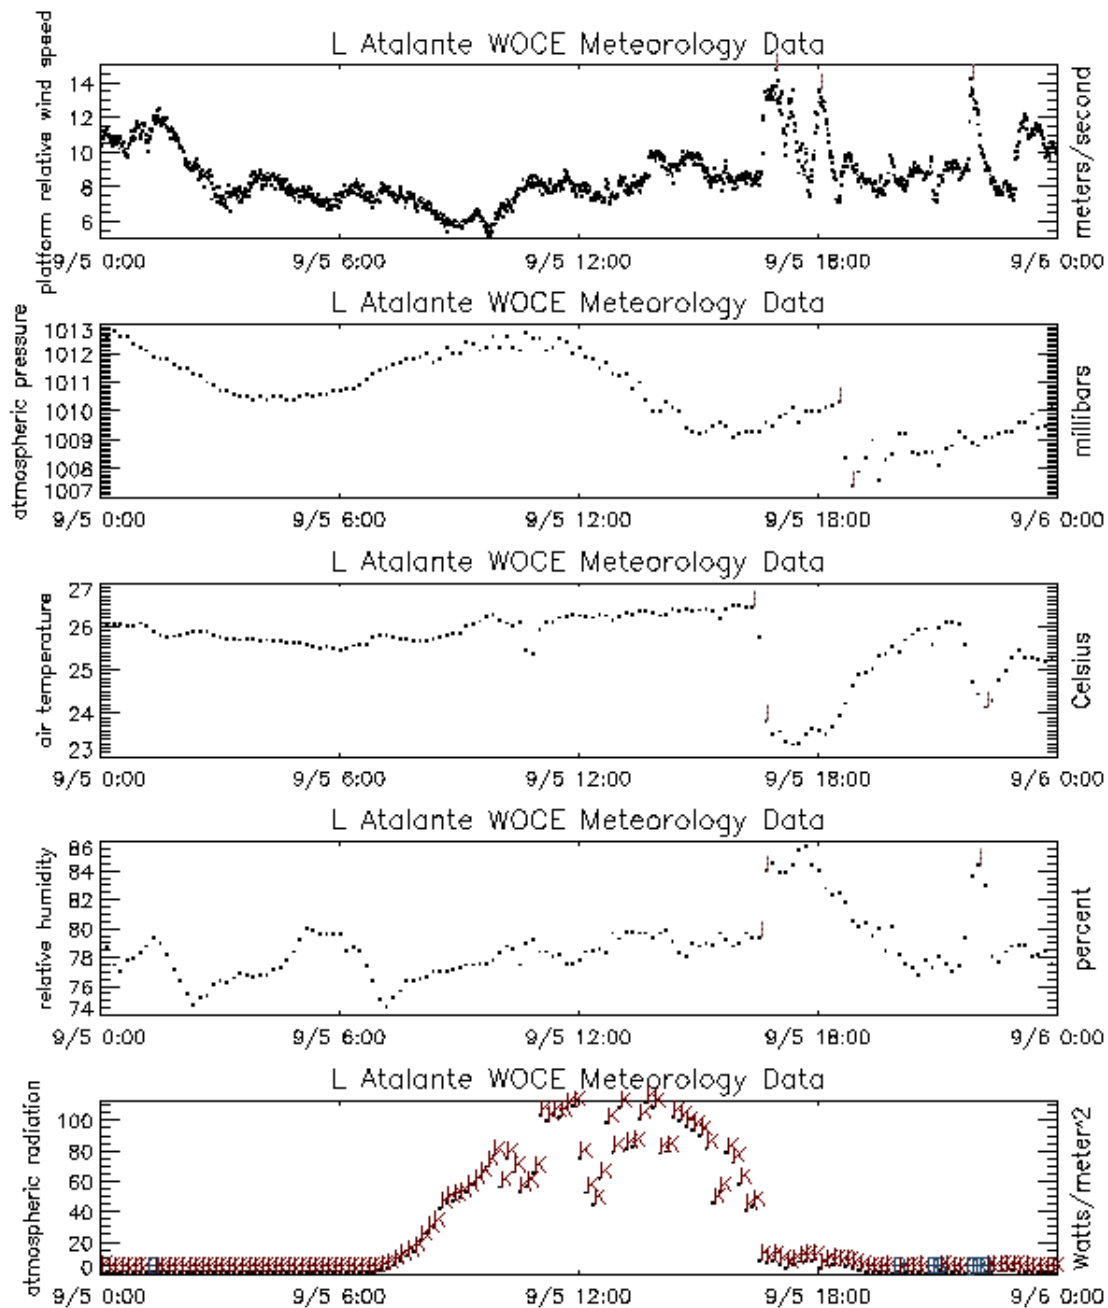 L Atalante WOCE Meteorology Data
platform relative wind speed
14
12
10
8
6
meters/second
9/5 0:00 9/5 6:00 9/5 12:00 9/5 18:00 9/6 0:00
L Atalante WOCE Meteorology Data
atmospheric pressure
1013
1012
1011
1010
1009
1008
1007
millibars
9/5 0:00 9/5 6:00 9/5 12:00 9/5 18:00 9/6 0:00
L Atalante WOCE Meteorology Data
air temperature
27
26
25
24
23
Celsius
9/5 0:00 9/5 6:00 9/5 12:00 9/5 18:00 9/6 0:00
L Atalante WOCE Meteorology Data
relative humidity
86
84
82
80
78
76
74
percent
9/5 0:00 9/5 6:00 9/5 12:00 9/5 18:00 9/6 0:00
L Atalante WOCE Meteorology Data
atmospheric radiation
100
80
60
40
20
0
watts/meter2
9/5 0:00 9/5 6:00 9/5 12:00 9/5 18:00 9/6 0:00